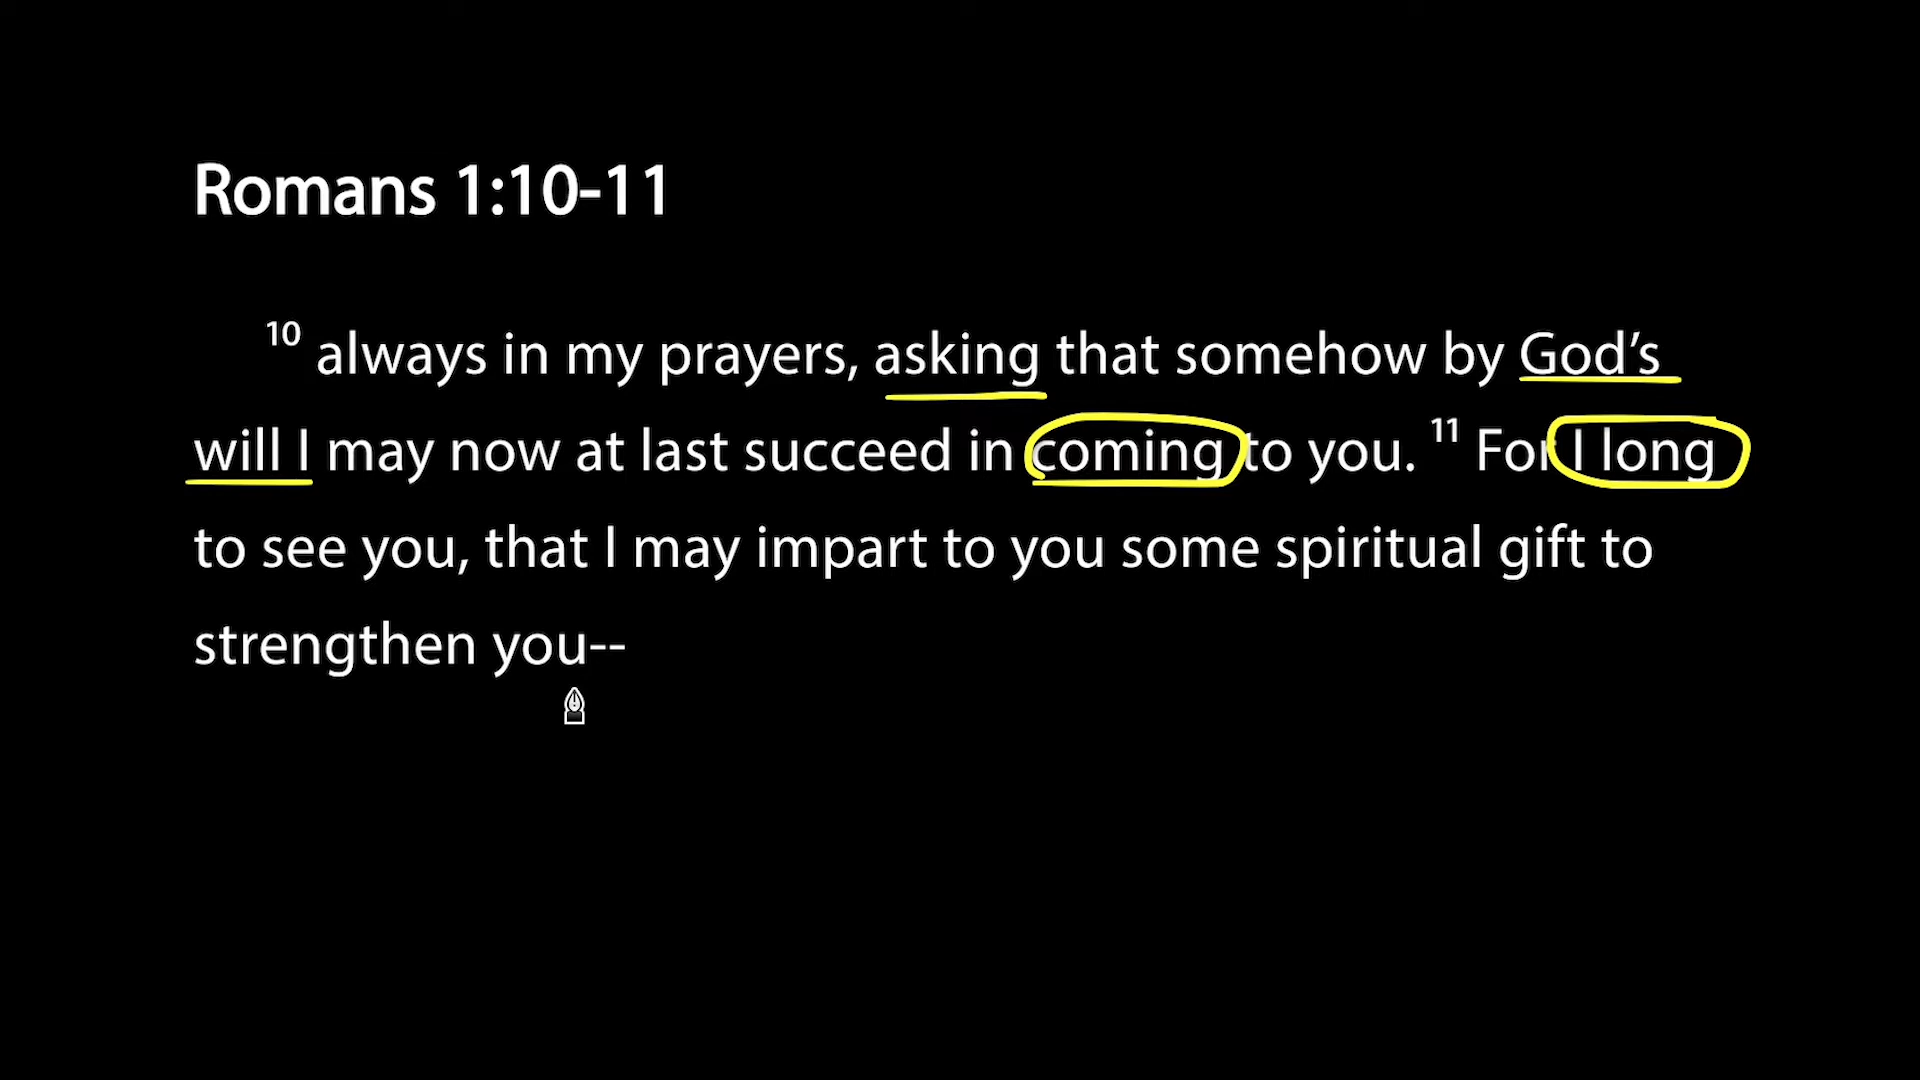 Romans 1:10-11
10 always in my prayers, asking that somehow by God’s
will I may now at last succeed in coming to you. 11 For I long
to see you, that I may impart to you some spiritual gift to
strengthen you--